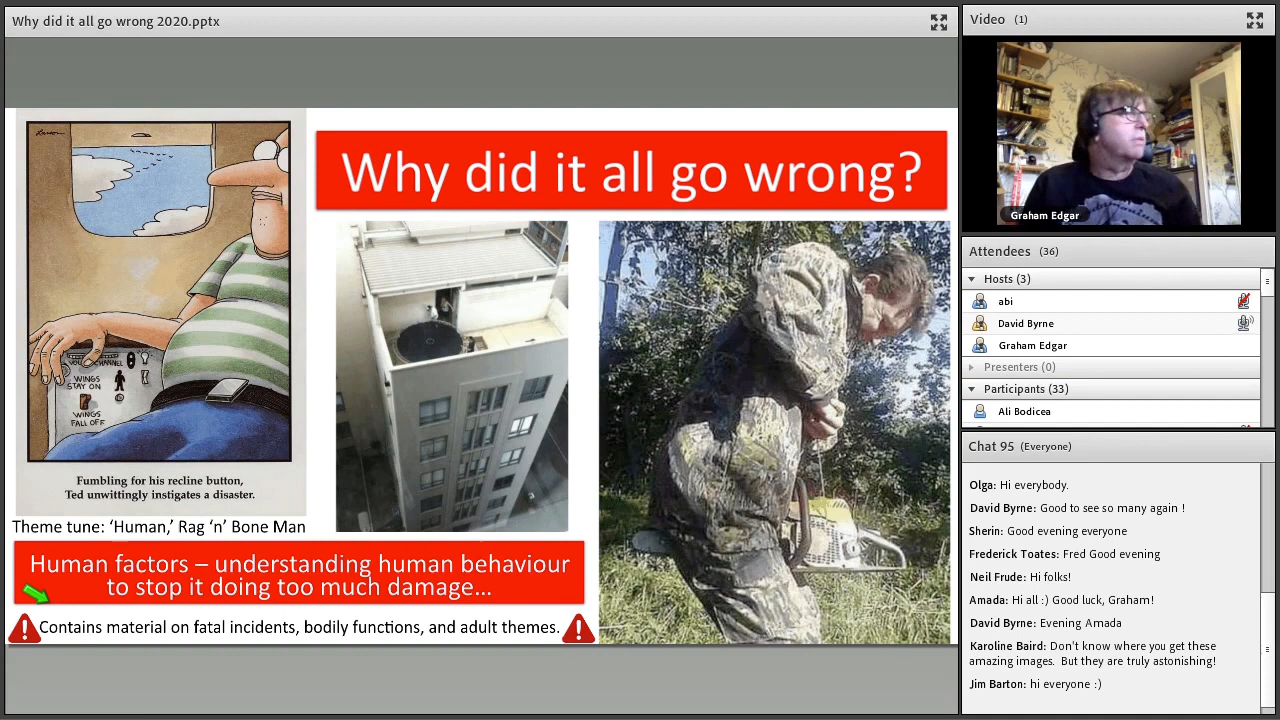 Why did it all go wrong 2020.pptx
Larson
CHANNEL
WINGS
STAY ON
WINGS
FALL OFF
Fumbling for his recline button,
Ted unwittingly instigates a disaster.
Theme tune: ‘Human,’ Rag ‘n’ Bone Man
Why did it all go wrong?
Human factors – understanding human behaviour
to stop it doing too much damage...
Contains material on fatal incidents, bodily functions, and adult themes.
Video (1)
Graham Edgar
Attendees (36)
Hosts (3)
abi
David Byrne
Graham Edgar
Presenters (0)
Participants (33)
Ali Bodicea
Chat 95 (Everyone)
Olga: Hi everybody.
David Byrne: Good to see so many again !
Sherin: Good evening everyone
Frederick Toates: Fred Good evening
Neil Frude: Hi folks!
Amada: Hi all :) Good luck, Graham!
David Byrne: Evening Amada
Karoline Baird: Don't know where you get these
amazing images. But they are truly astonishing!
Jim Barton: hi everyone :)